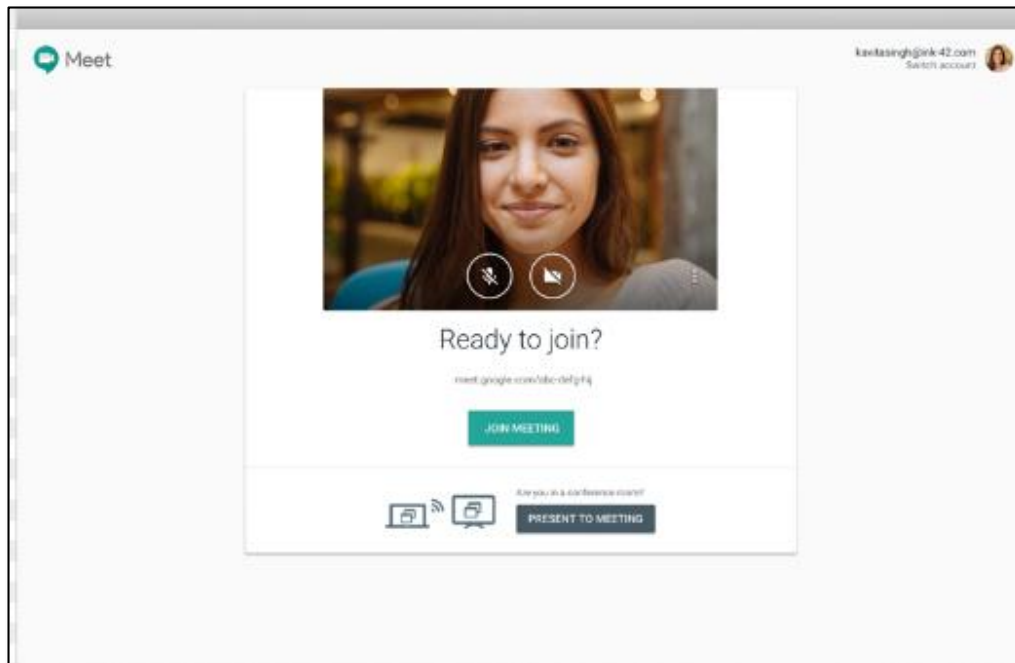 Meet
kavitasingh@ink-42.com
Switch account
Ready to join?
meet.google.com/abc-defg-hij
JOIN MEETING
Are you in a conference room?
PRESENT TO MEETING